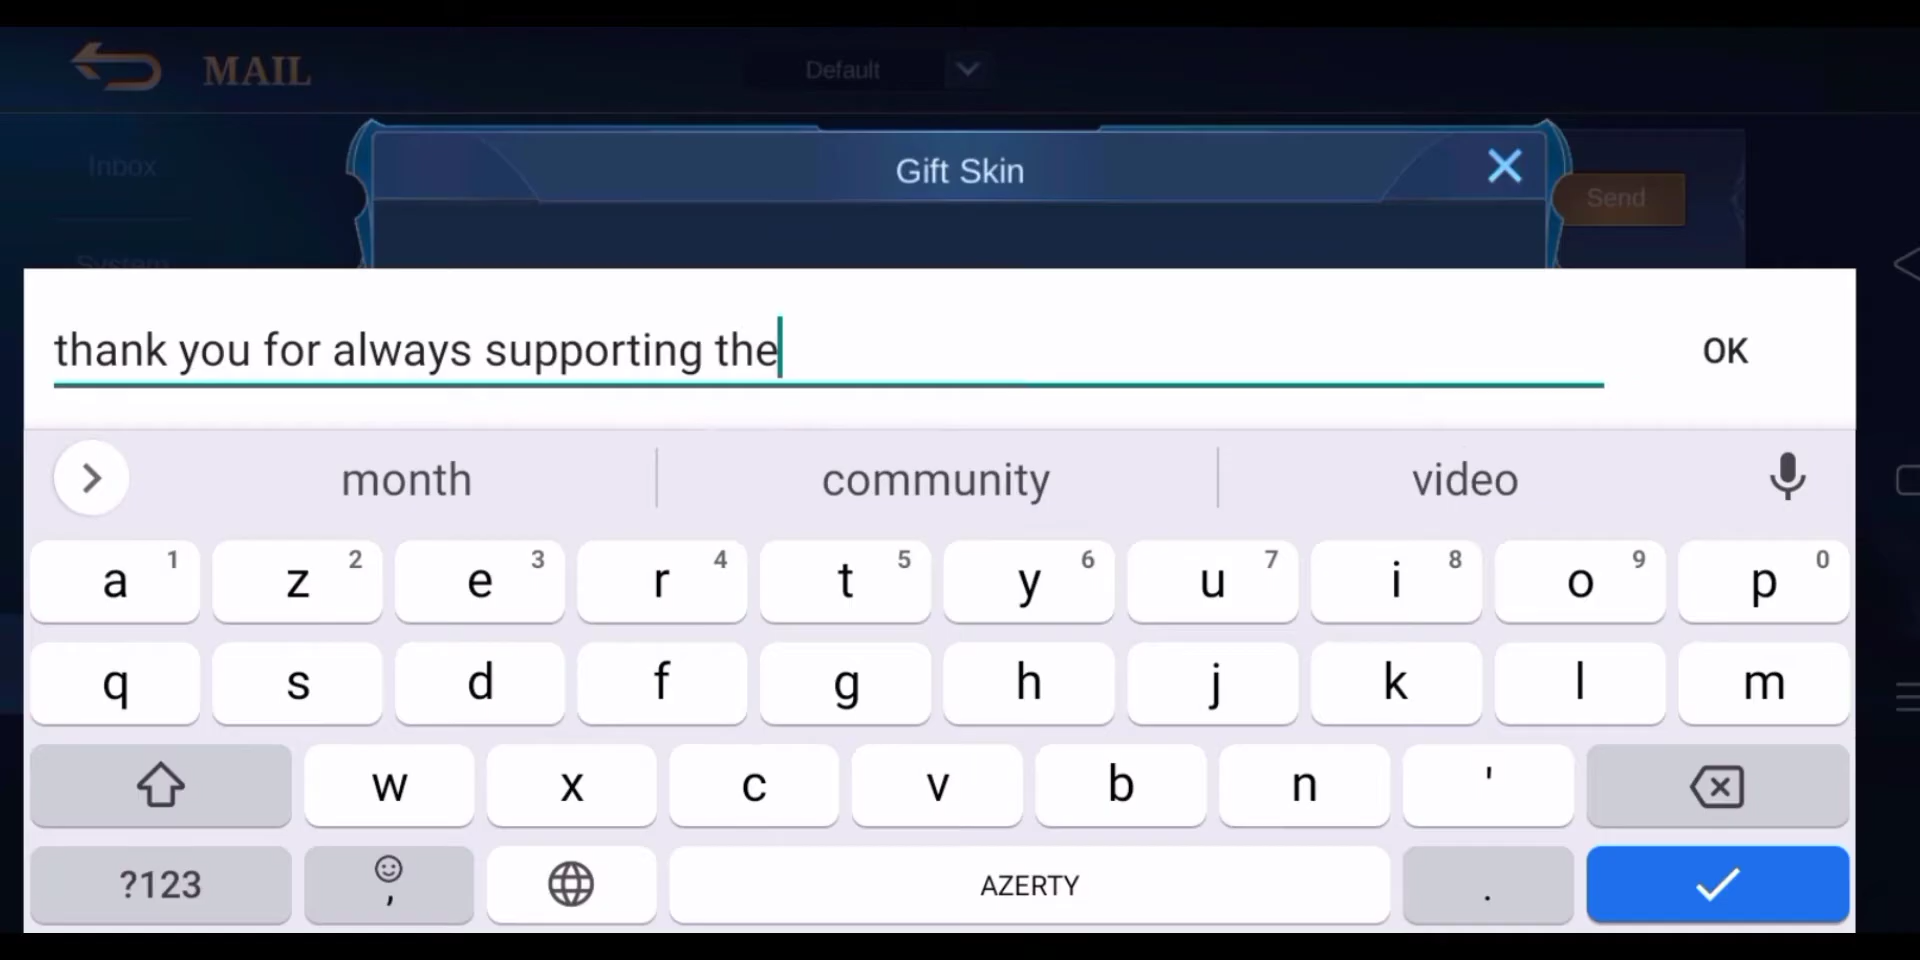 MAIL
Default
Inbox
Gift Skin
Send
System
thank you for always supporting the
OK
month community video
a 1 z 2 e 3 r 4 t 5 y 6 u 7 i 8 o 9 p 0
q s d f g h j k l m
w x c v b n '
?123 , AZERTY .